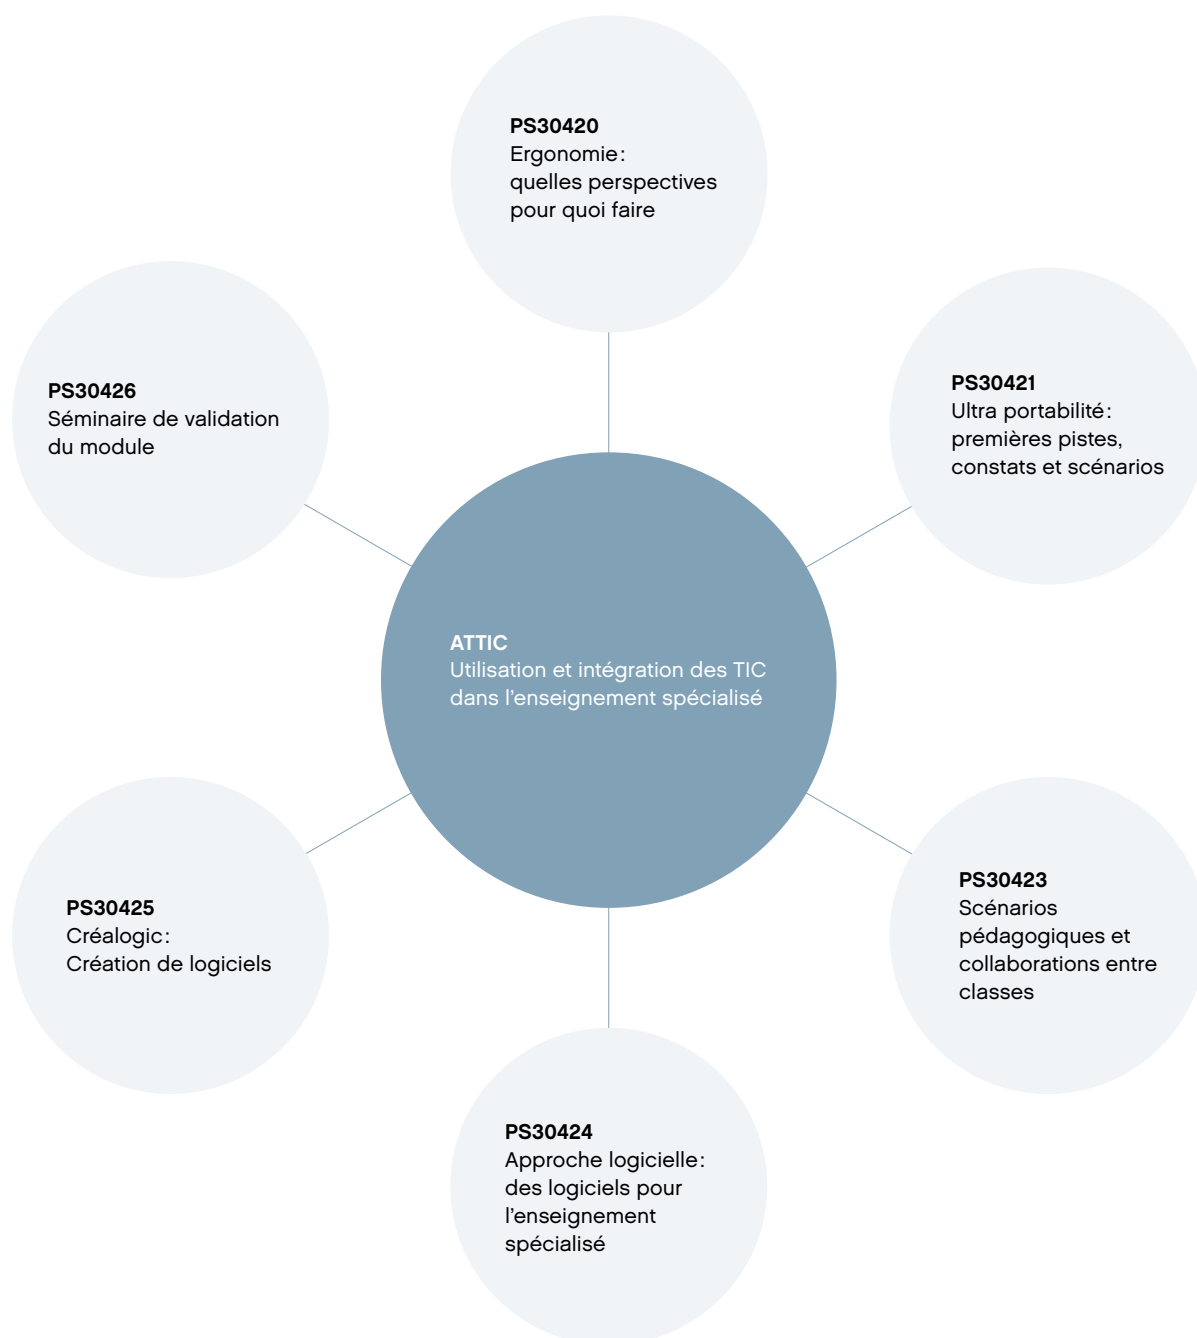 PS30420
Ergonomie:
quelles perspectives
pour quoi faire
PS30426
Séminaire de validation
du module
PS30421
Ultra portabilité:
premières pistes,
constats et scénarios
ATTIC
Utilisation et intégration des TIC
dans l'enseignement spécialisé
PS30425
Créalogic:
Création de logiciels
PS30423
Scénarios
pédagogiques et
collaborations entre
classes
PS30424
Approche logicielle:
des logiciels pour
l'enseignement
spécialisé